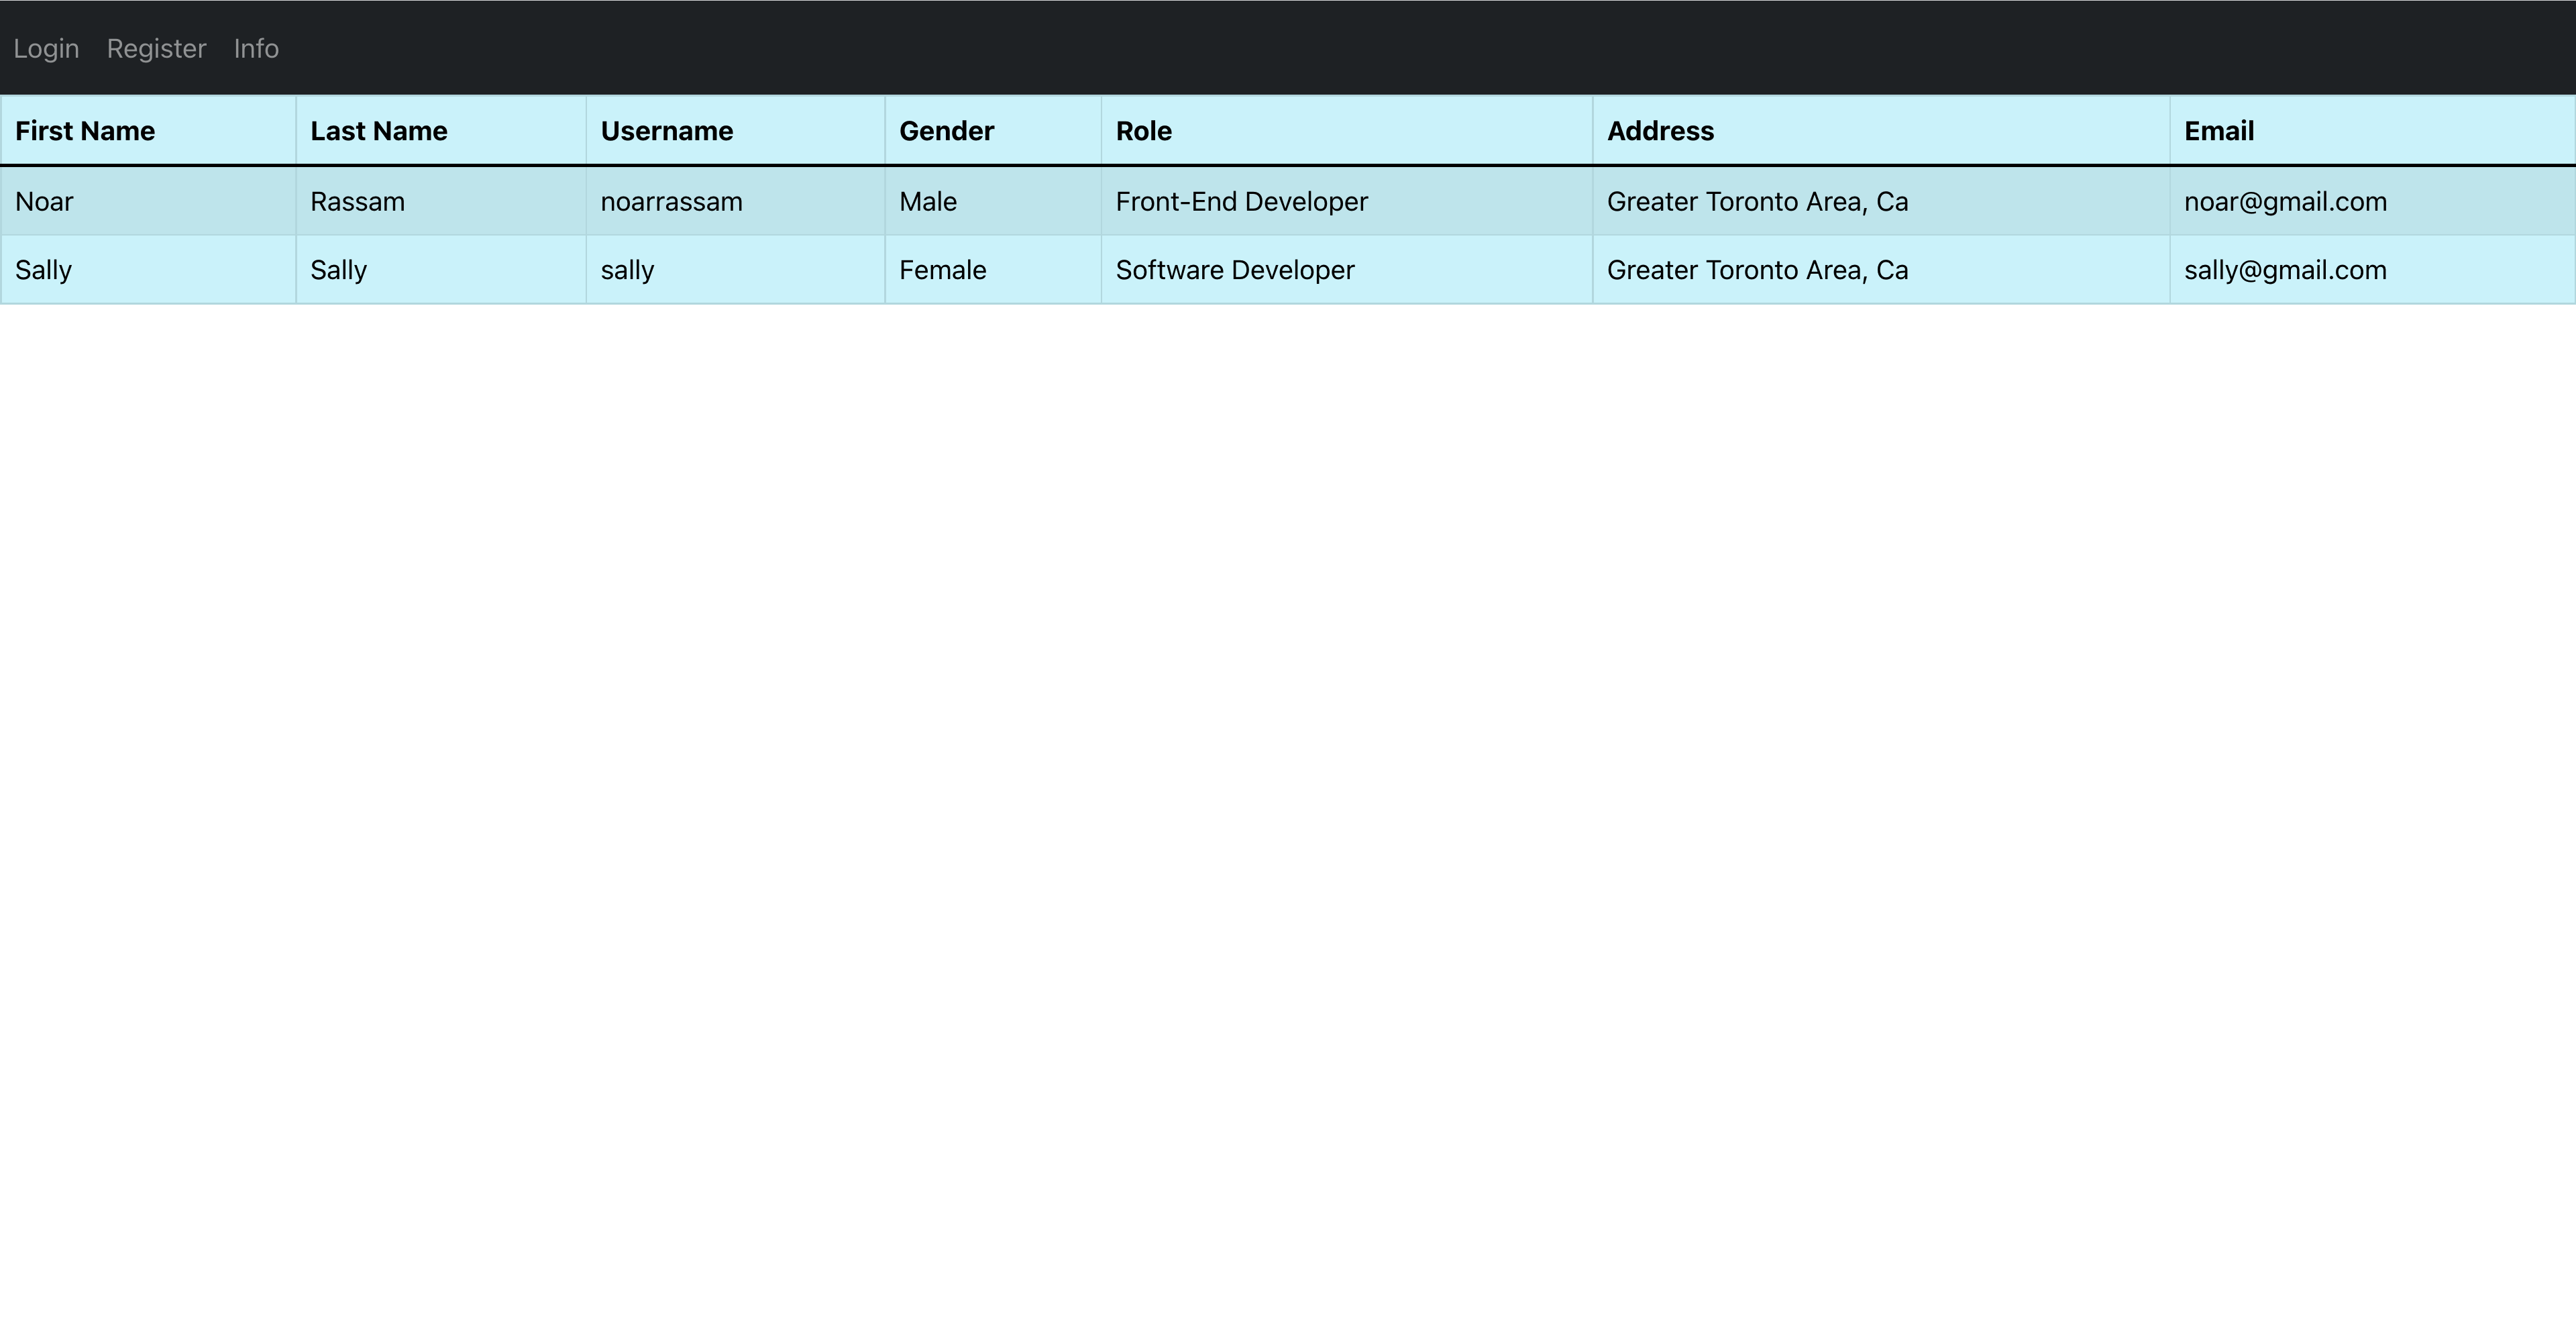 Login Register Info
First Name Last Name Username Gender Role Address Email
Noar Rassam noarrassam Male Front-End Developer Greater Toronto Area, Ca noar@gmail.com
Sally Sally sally Female Software Developer Greater Toronto Area, Ca sally@gmail.com